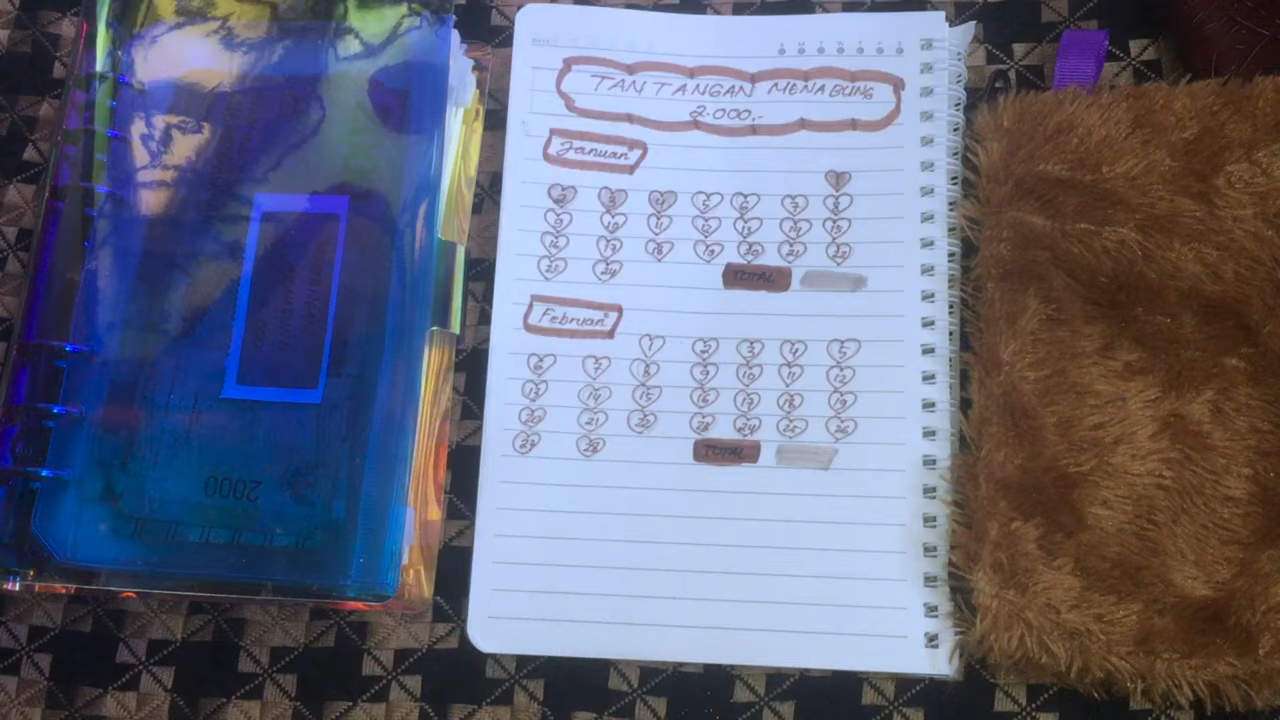 S M T W T F S
TANTANGAN MENABUNG
2.000,-
Januari
2 3 4 5 6 7 8
9 10 11 12 13 14 15
16 17 18 19 20 21 22
23 24
TOTAL
Februari
1 2 3 4 5
6 7 8 9 10 11 12
13 14 15 16 17 18 19
20 21 22 23 24 25 26
27 28
TOTAL
2000